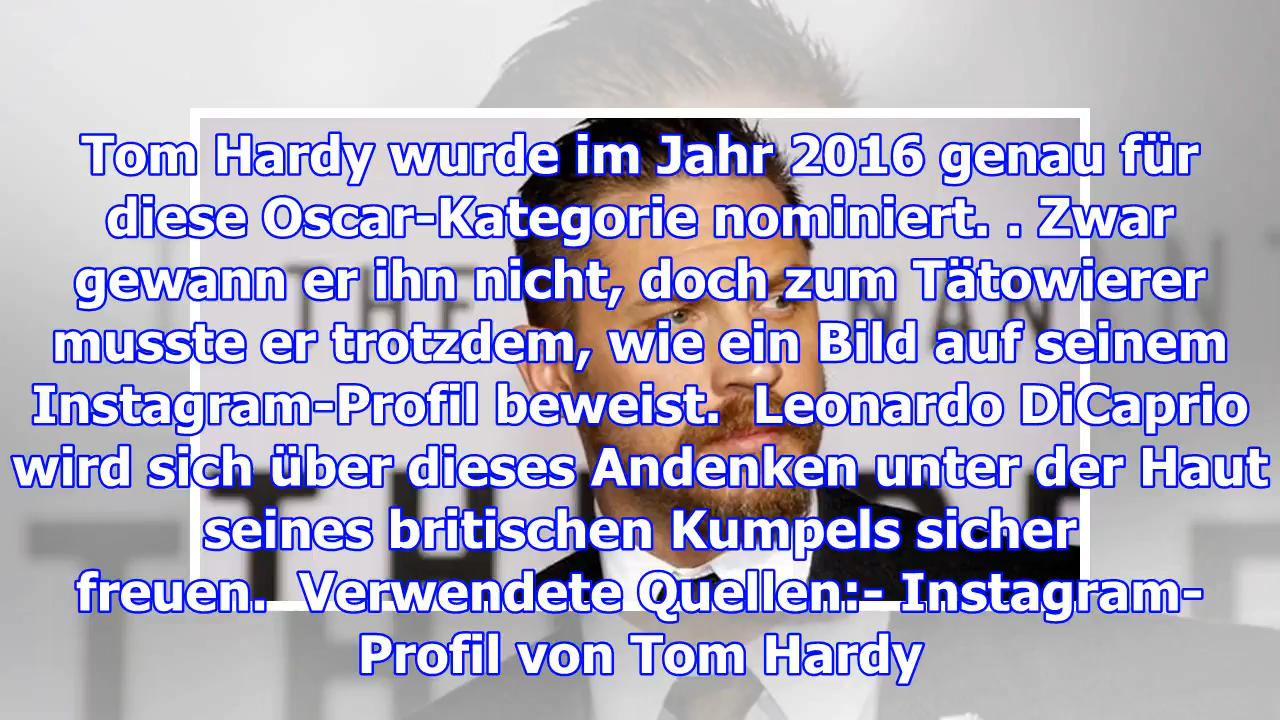 Tom Hardy wurde im Jahr 2016 genau für
diese Oscar-Kategorie nominiert. . Zwar
gewann er ihn nicht, doch zum Tätowierer
musste er trotzdem, wie ein Bild auf seinem
Instagram-Profil beweist.  Leonardo DiCaprio
wird sich über dieses Andenken unter der Haut
seines britischen Kumpels sicher
freuen.  Verwendete Quellen:- Instagram-
Profil von Tom Hardy